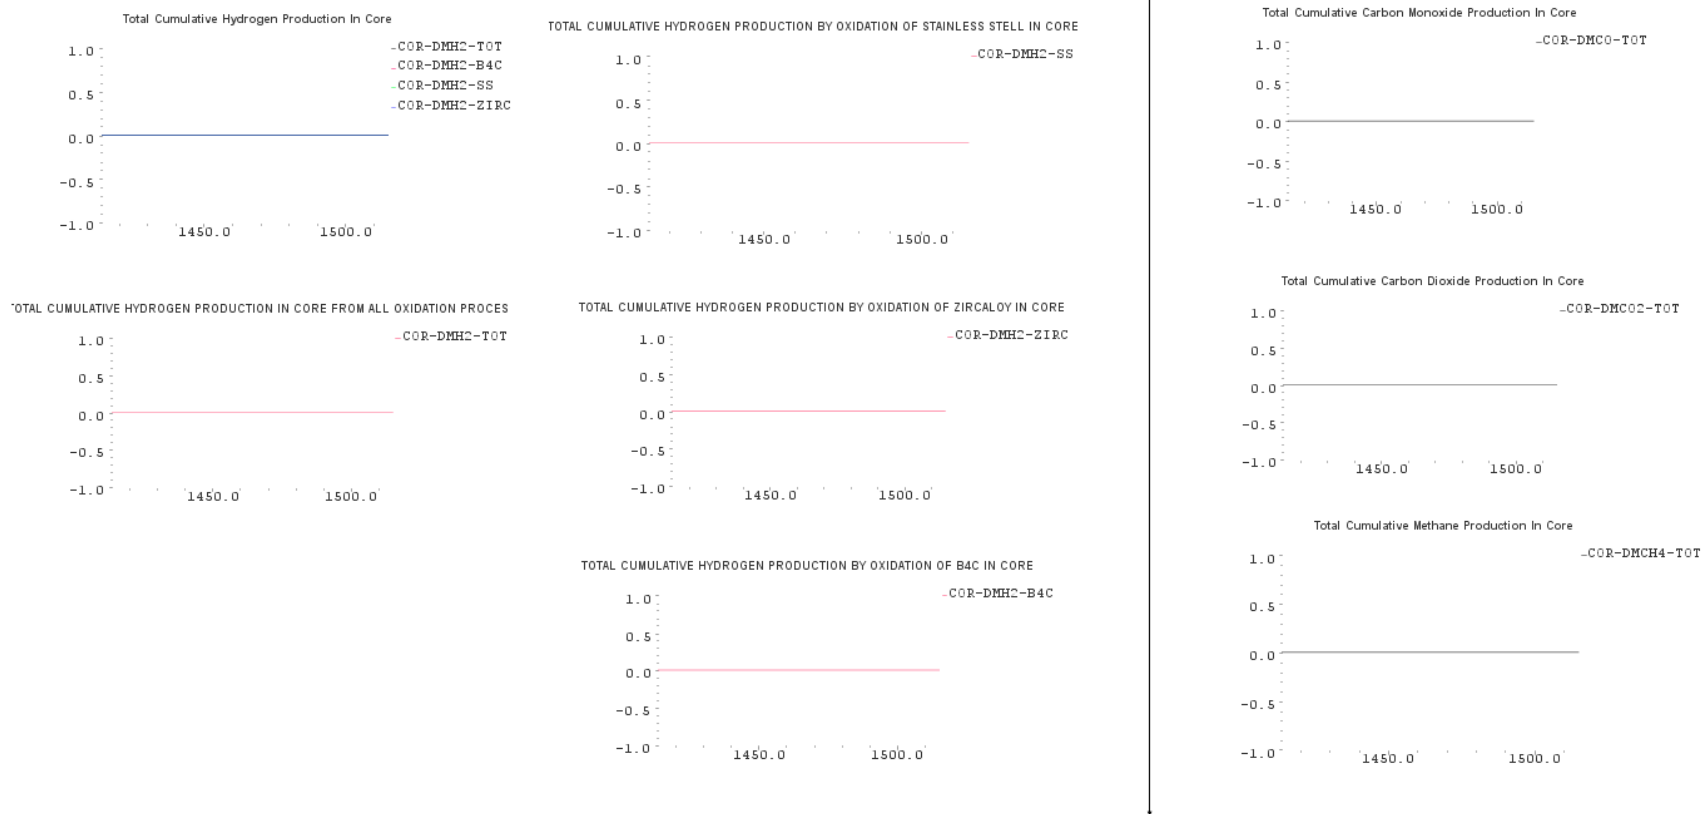 Total Cumulative Hydrogen Production In Core
COR-DMH2-TOT
COR-DMH2-B4C
COR-DMH2-SS
COR-DMH2-ZIRC
1.0
0.5
0.0
-0.5
-1.0
1450.0 1500.0
TOTAL CUMULATIVE HYDROGEN PRODUCTION IN CORE FROM ALL OXIDATION PROCES
COR-DMH2-TOT
1.0
0.5
0.0
-0.5
-1.0
1450.0 1500.0
TOTAL CUMULATIVE HYDROGEN PRODUCTION BY OXIDATION OF STAINLESS STELL IN CORE
COR-DMH2-SS
1.0
0.5
0.0
-0.5
-1.0
1450.0 1500.0
TOTAL CUMULATIVE HYDROGEN PRODUCTION BY OXIDATION OF ZIRCALOY IN CORE
COR-DMH2-ZIRC
1.0
0.5
0.0
-0.5
-1.0
1450.0 1500.0
TOTAL CUMULATIVE HYDROGEN PRODUCTION BY OXIDATION OF B4C IN CORE
COR-DMH2-B4C
1.0
0.5
0.0
-0.5
-1.0
1450.0 1500.0
Total Cumulative Carbon Monoxide Production In Core
COR-DMCO-TOT
1.0
0.5
0.0
-0.5
-1.0
1450.0 1500.0
Total Cumulative Carbon Dioxide Production In Core
COR-DMCO2-TOT
1.0
0.5
0.0
-0.5
-1.0
1450.0 1500.0
Total Cumulative Methane Production In Core
COR-DMCH4-TOT
1.0
0.5
0.0
-0.5
-1.0
1450.0 1500.0